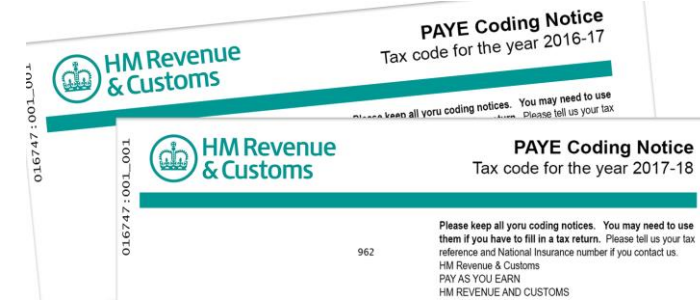 HM Revenue
& Customs
PAYE Coding Notice
Tax code for the year 2016-17
016747:001_001
Please keep all yoru coding notices. You may need to use
return. Please tell us your tax
HM Revenue
& Customs
PAYE Coding Notice
Tax code for the year 2017-18
016747:001_001
962
Please keep all yoru coding notices. You may need to use
them if you have to fill in a tax return. Please tell us your tax
reference and National Insurance number if you contact us.
HM Revenue & Customs
PAY AS YOU EARN
HM REVENUE AND CUSTOMS